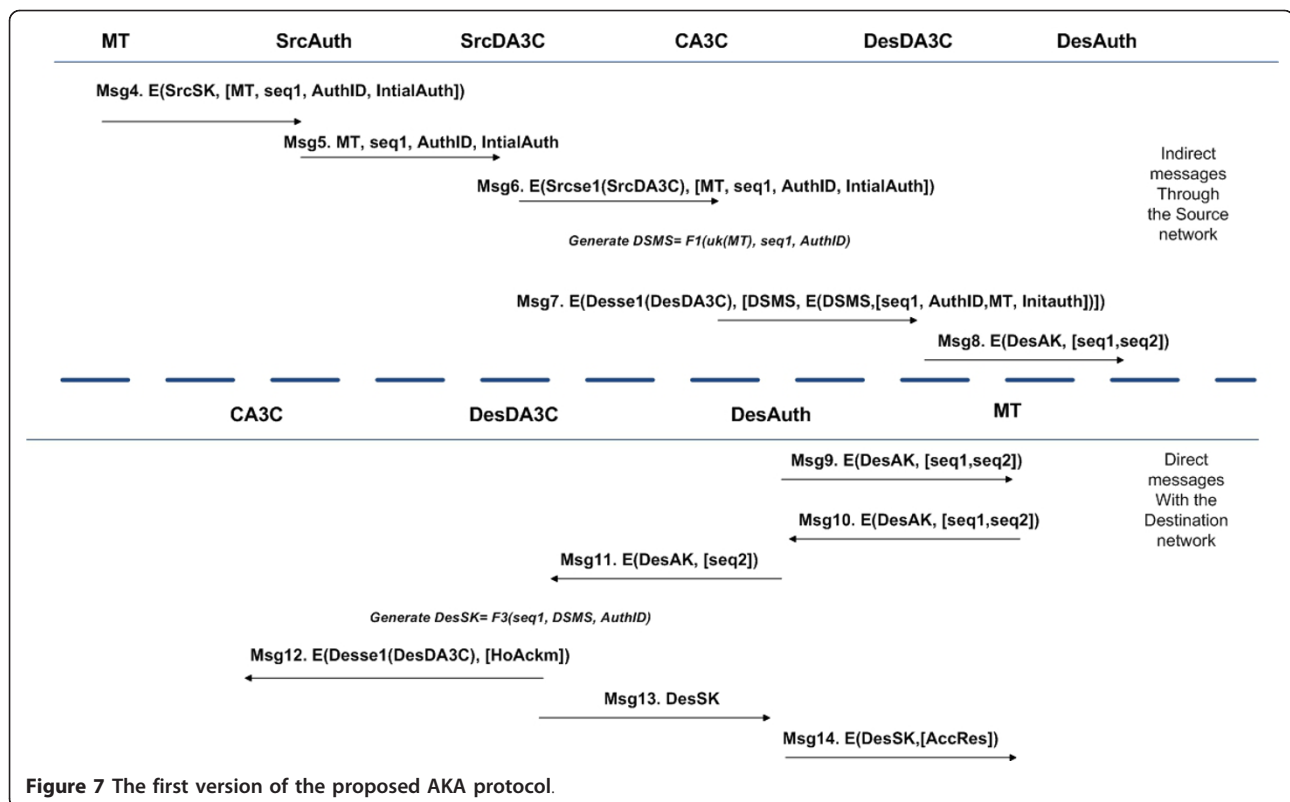 MT SrcAuth SrcDA3C CA3C DesDA3C DesAuth
Msg4. E(SrcSK, [MT, seq1, AuthID, IntialAuth])
Msg5. MT, seq1, AuthID, IntialAuth
Msg6. E(Srcse1(SrcDA3C), [MT, seq1, AuthID, IntialAuth])
Indirect
messages
Through
the Source
network
Generate DSMS= F1(uk(MT), seq1, AuthID)
Msg7. E(Desse1(DesDA3C), [DSMS, E(DSMS,[seq1, AuthID,MT, Initauth])])
Msg8. E(DesAK, [seq1,seq2])
CA3C DesDA3C DesAuth MT
Msg9. E(DesAK, [seq1,seq2])
Direct
messages
With the
Destination
network
Msg10. E(DesAK, [seq1,seq2])
Msg11. E(DesAK, [seq2])
Generate DesSK= F3(seq1, DSMS, AuthID)
Msg12. E(Desse1(DesDA3C), [HoAckm])
Msg13. DesSK
Msg14. E(DesSK,[AccRes])
Figure 7 The first version of the proposed AKA protocol.